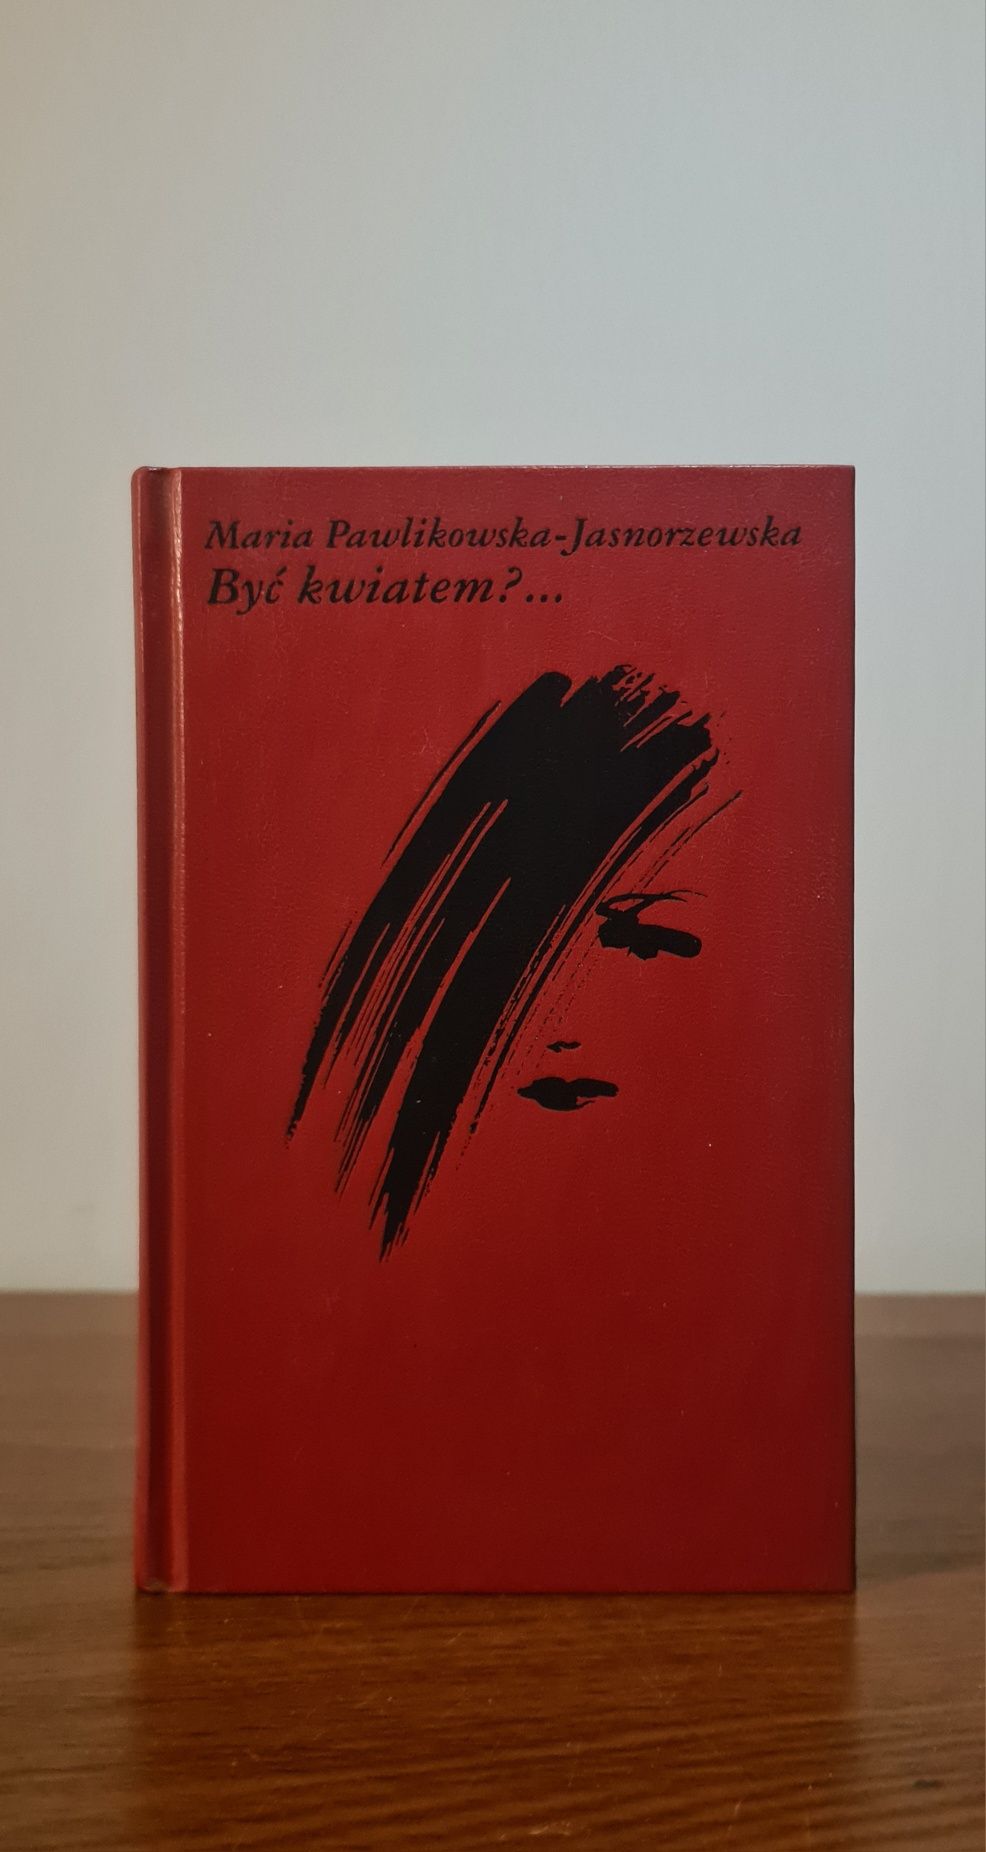 Maria Pawlikowska-Jasnorzewska
Być kwiatem?...